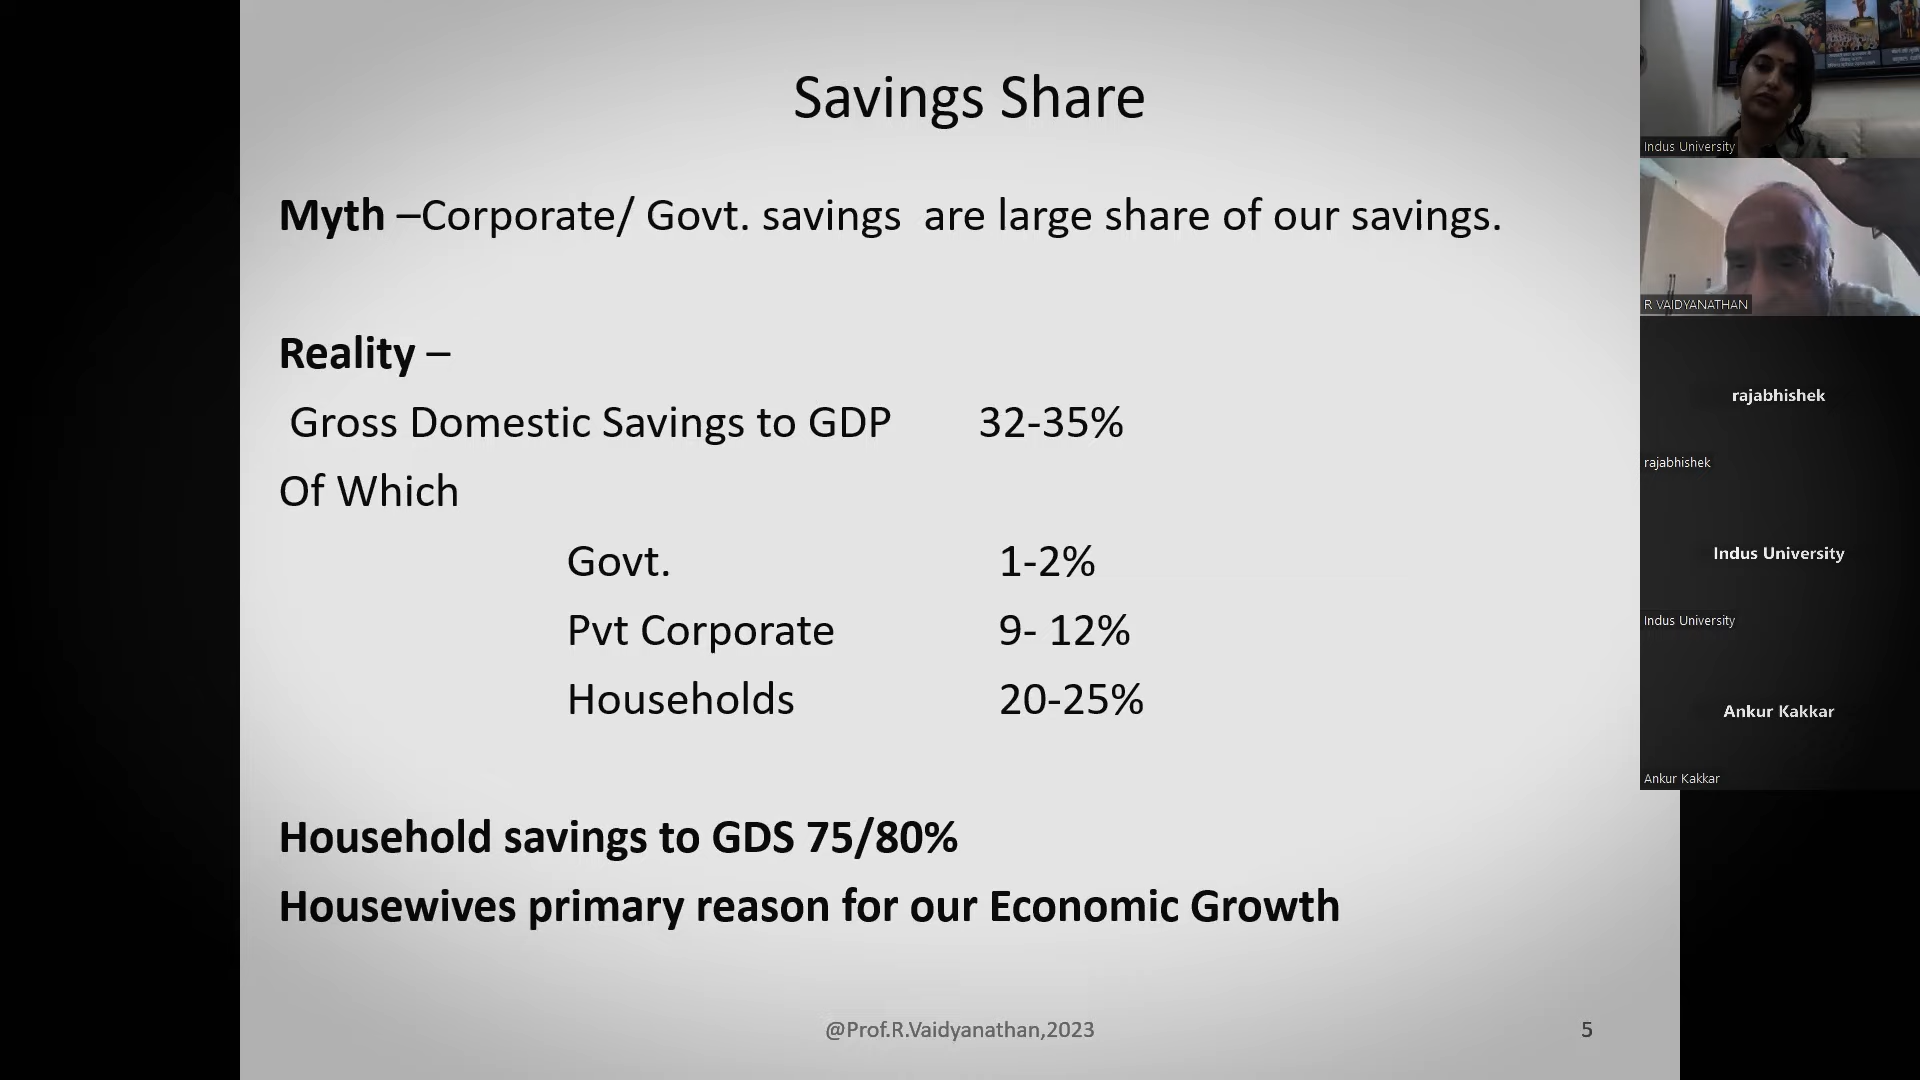 Savings Share
Myth –Corporate/ Govt. savings  are large share of our savings.
Reality –
Gross Domestic Savings to GDP 32-35%
Of Which
Govt. 1-2%
Pvt Corporate 9- 12%
Households 20-25%
Household savings to GDS 75/80%
Housewives primary reason for our Economic Growth
@Prof.R.Vaidyanathan,2023
5
Indus University
R VAIDYANATHAN
rajabhishek
rajabhishek
Indus University
Indus University
Ankur Kakkar
Ankur Kakkar